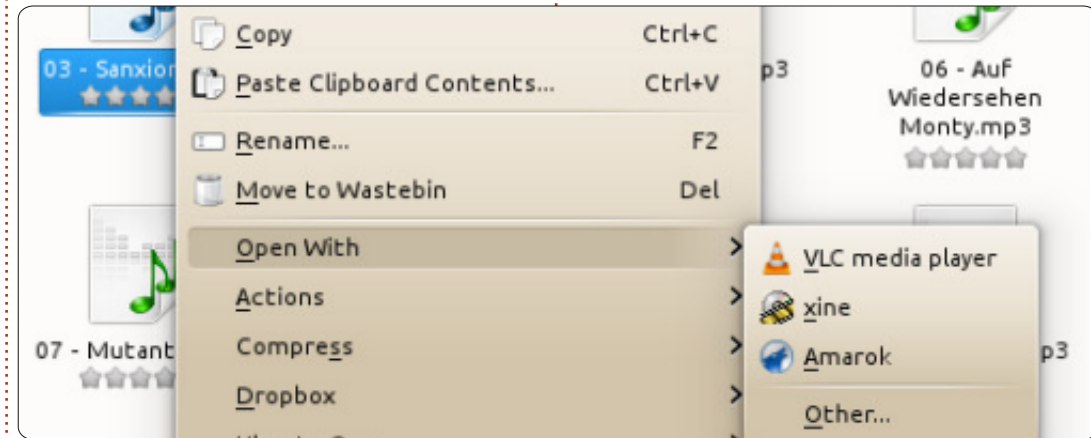 03 - Sanxior
Copy Ctrl+C
Paste Clipboard Contents... Ctrl+V
Rename... F2
Move to Wastebin Del
Open With
Actions
Compress
Dropbox
p3
06 - Auf
Wiedersehen
Monty.mp3
07 - Mutant
VLC media player
xine
Amarok
Other...
p3